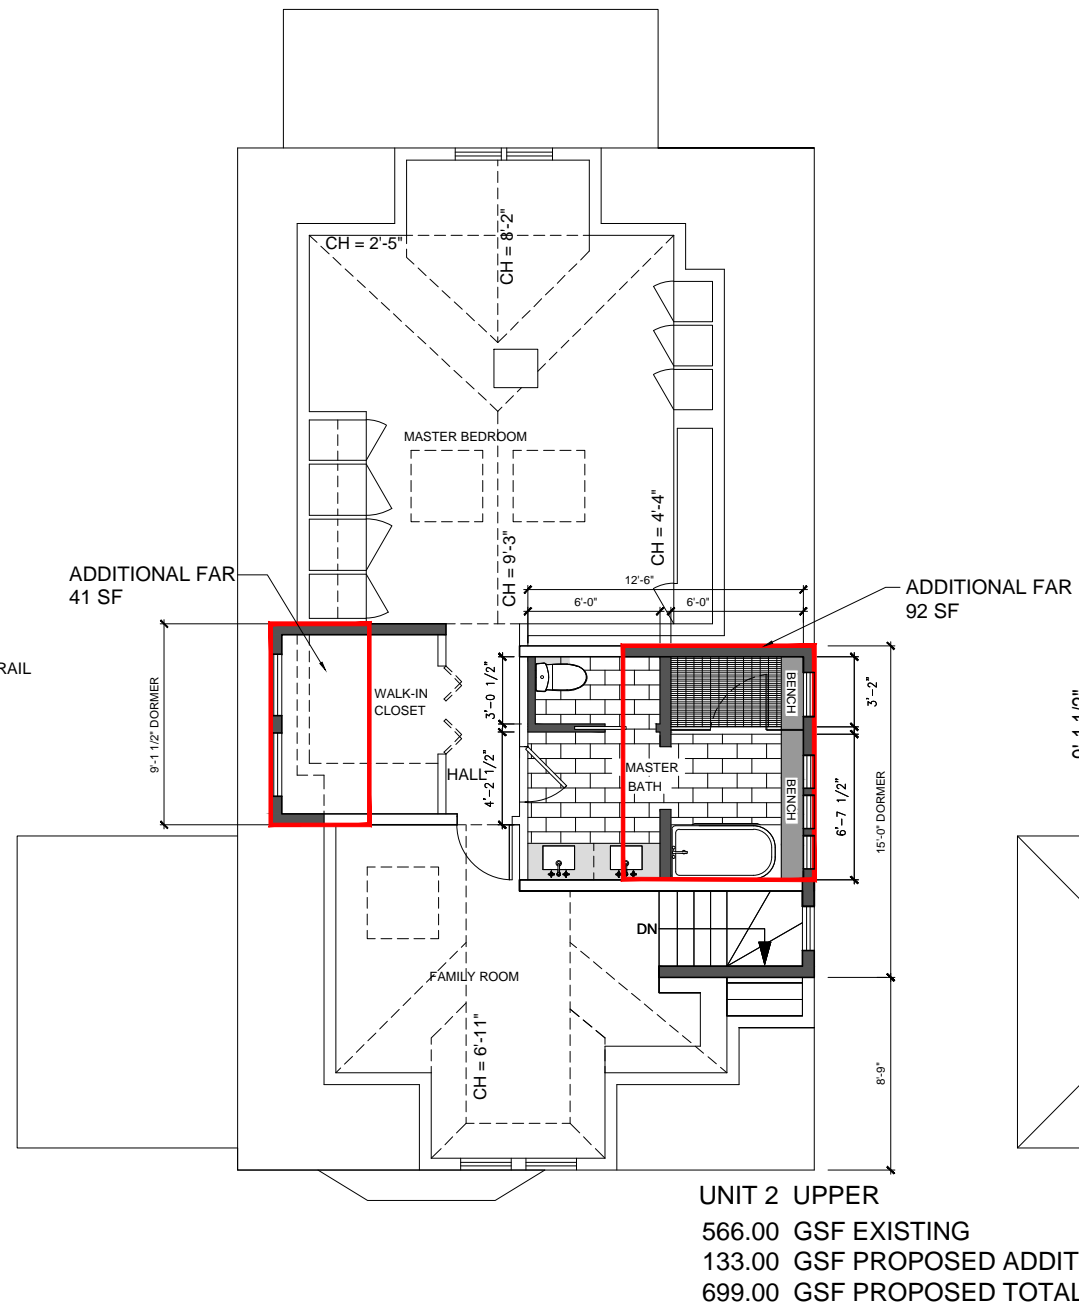 CH = 2'-5"
CH = 8'-2"
MASTER BEDROOM
CH = 4'-4"
CH = 9'-3"
ADDITIONAL FAR
41 SF
12'-6"
6'-0"
6'-0"
ADDITIONAL FAR
92 SF
RAIL
9'-1 1/2" DORMER
WALK-IN
CLOSET
3'-0 1/2"
BENCH
3'-2"
HALL
4'-2 1/2"
MASTER
BATH
BENCH
6'-7 1/2"
15'-0" DORMER
9'-1 1/2"
DN
FAMILY ROOM
CH = 6'-11"
8'-9"
UNIT 2 UPPER
566.00 GSF EXISTING
133.00 GSF PROPOSED ADDIT
699.00 GSF PROPOSED TOTAL